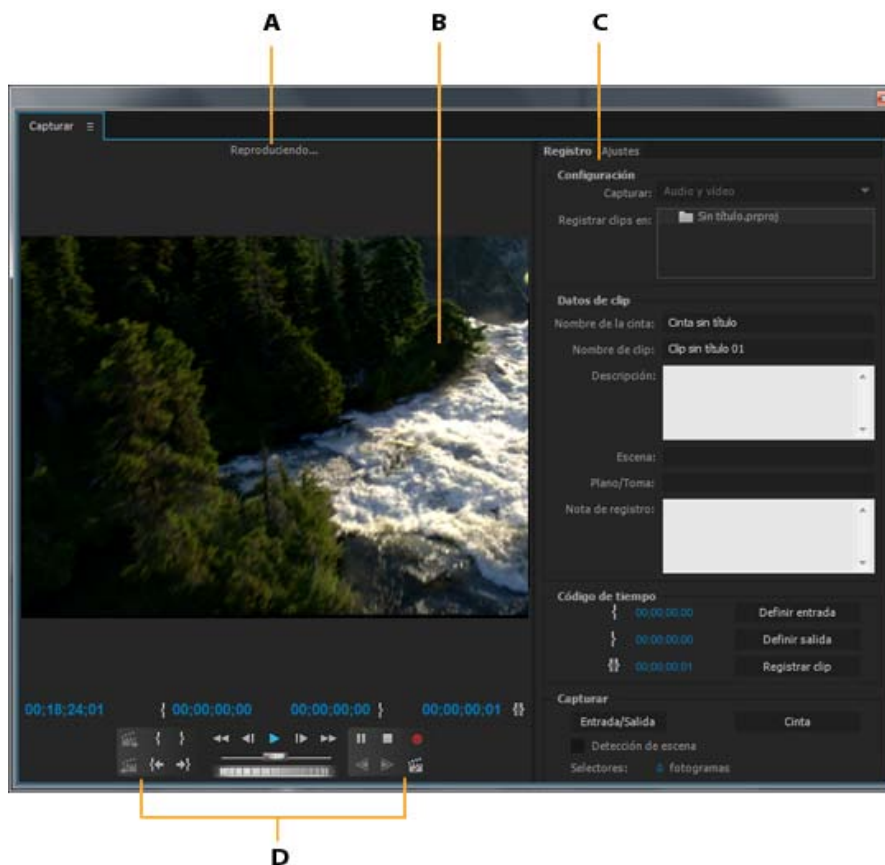 A B C
Capturar
Reproduciendo...
Registro Ajustes
Configuración
Capturar: Audio y vídeo
Registrar clips en: Sin título.prproj
Datos de clip
Nombre de la cinta: Cinta sin título
Nombre de clip: Clip sin título 01
Descripción:
Escena:
Plano/Toma:
Nota de registro:
Código de tiempo
{ 00;00;00;00 Definir entrada
} 00;00;00;00 Definir salida
{} 00;00;00;01 Registrar clip
00;18;24;01 { 00;00;00;00 00;00;00;00 } 00;00;00;01 {}
Capturar
Entrada/Salida Cinta
Detección de escena
Selectores: 0 fotogramas
D